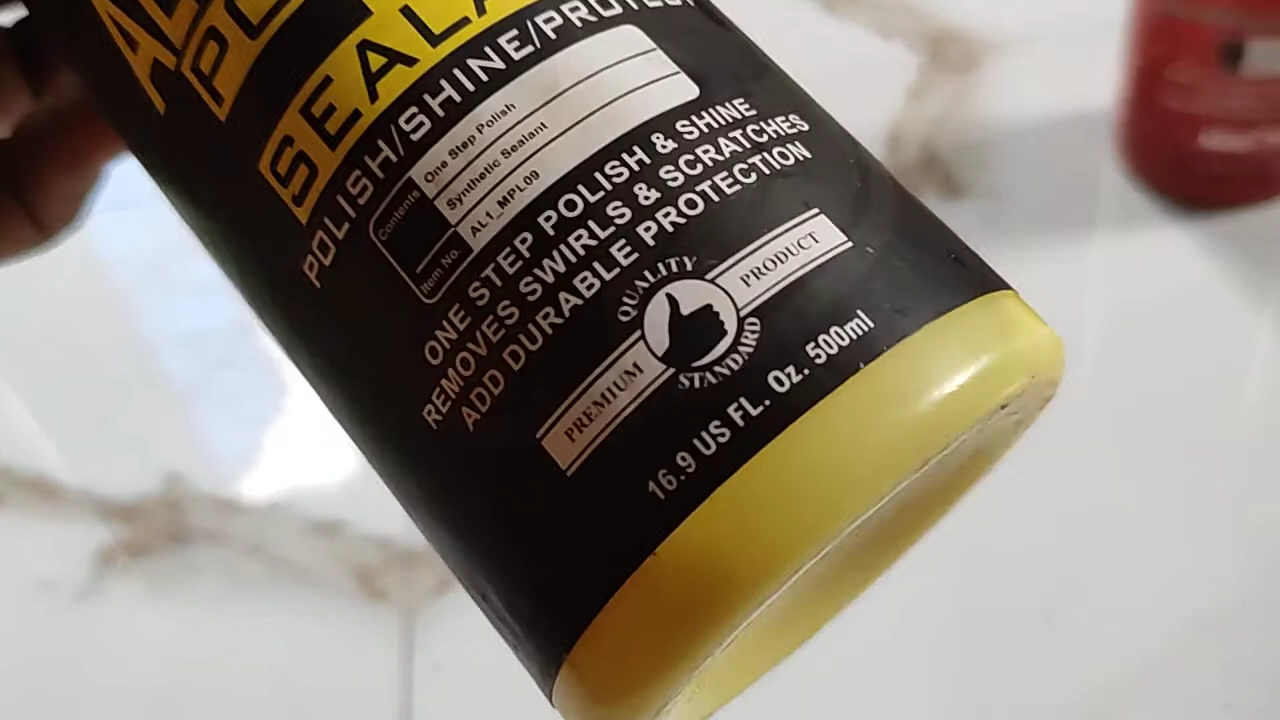 POLISH/SHINE/PROTECT
Contents
One Step Polish
Synthetic Sealant
Item No.
AL1_MPL09
ONE STEP POLISH & SHINE
REMOVES SWIRLS & SCRATCHES
ADD DURABLE PROTECTION
QUALITY
PREMIUM PRODUCT
STANDARD
16.9 US FL. Oz. 500ml